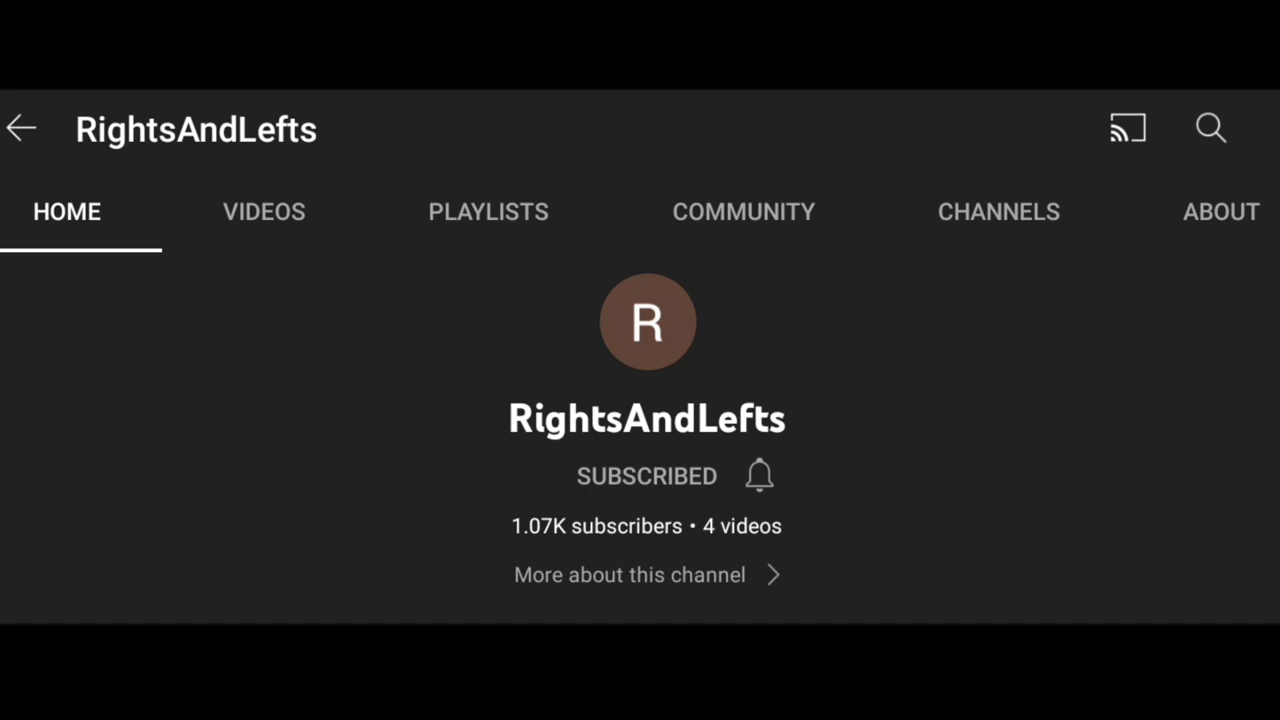 RightsAndLefts
HOME VIDEOS PLAYLISTS COMMUNITY CHANNELS ABOUT
R
RightsAndLefts
SUBSCRIBED
1.07K subscribers • 4 videos
More about this channel